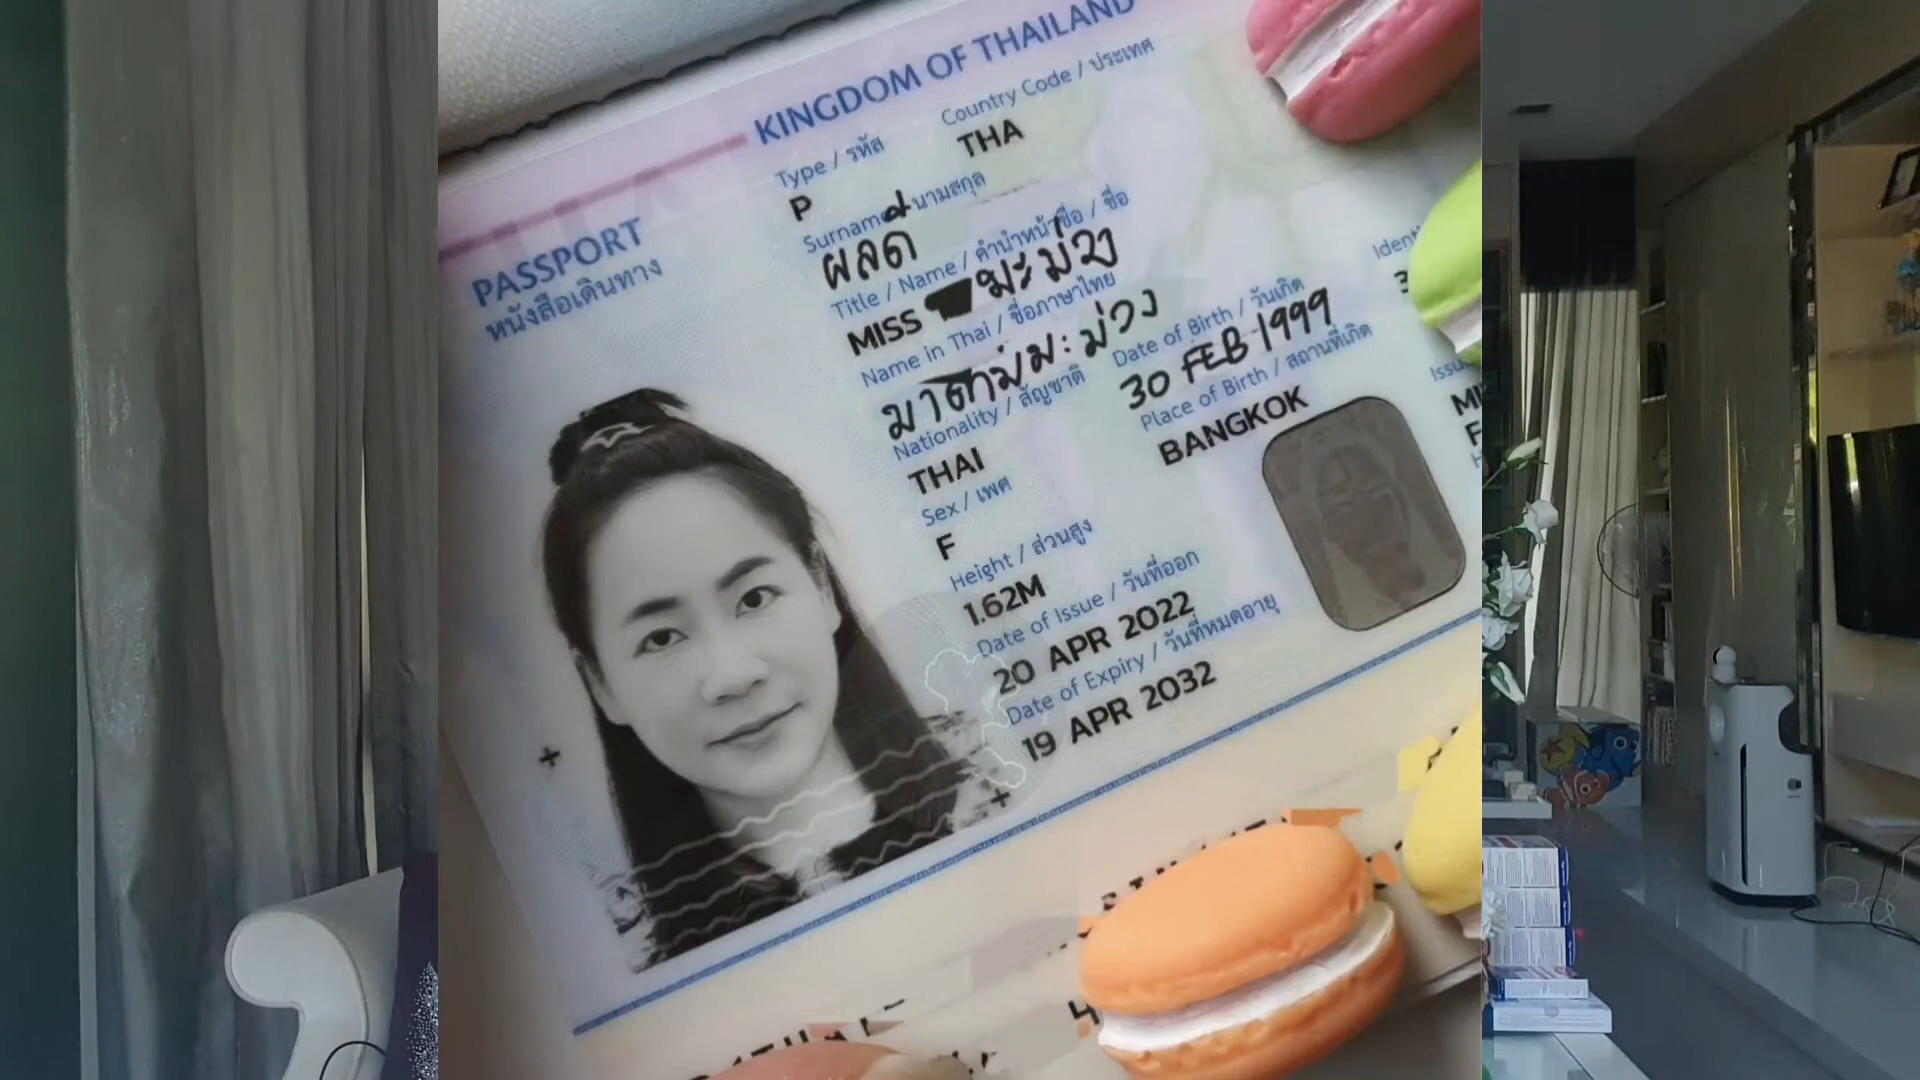 KINGDOM OF THAILAND
PASSPORT
หนังสือเดินทาง
Type / รหัส
P
Country Code / ประเทศ
THA
Surname นามสกุล
ผลดี
Title / Name / คำนำหน้าชื่อ / ชื่อ
MISS มะม่วง
Name in Thai / ชื่อภาษาไทย
มะม่วง
Nationality / สัญชาติ
THAI
Date of Birth / วันเกิด
30 FEB 1999
Place of Birth / สถานที่เกิด
BANGKOK
Sex / เพศ
F
Height / ส่วนสูง
1.62M
Date of Issue / วันที่ออก
20 APR 2022
Date of Expiry / วันที่หมดอายุ
19 APR 2032